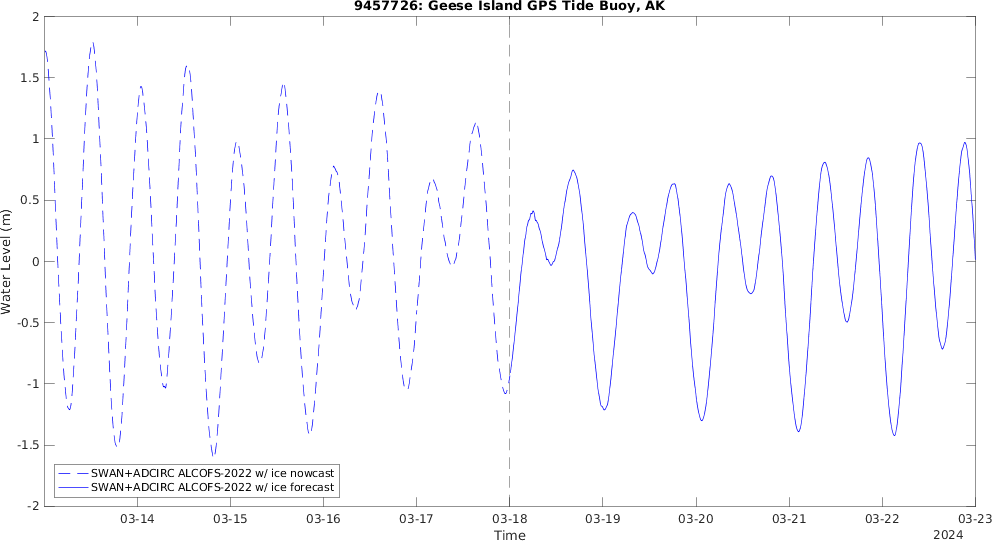 9457726: Geese Island GPS Tide Buoy, AK
2
1.5
1
0.5
0
-0.5
-1
-1.5
-2
Water Level (m)
SWAN+ADCIRC ALCOFS-2022 w/ ice nowcast
SWAN+ADCIRC ALCOFS-2022 w/ ice forecast
03-14 03-15 03-16 03-17 03-18 03-19 03-20 03-21 03-22 03-23
Time
2024